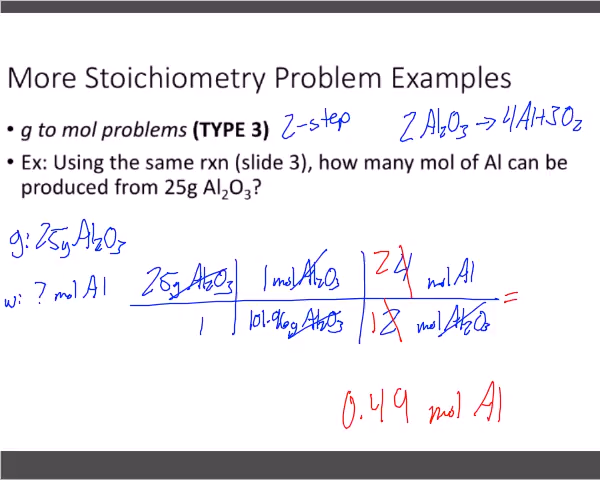 More Stoichiometry Problem Examples
• g to mol problems (TYPE 3) 2-step 2Al₂O₃ → 4Al+3O₂
• Ex: Using the same rxn (slide 3), how many mol of Al can be
produced from 25g Al₂O₃?
g: 25g Al₂O₃
w: ? mol Al
25g Al₂O₃ | 1 mol Al₂O₃ | 2 4 mol Al
1 | 101.96g Al₂O₃ | 1 2 mol Al₂O₃ =
0.49 mol Al